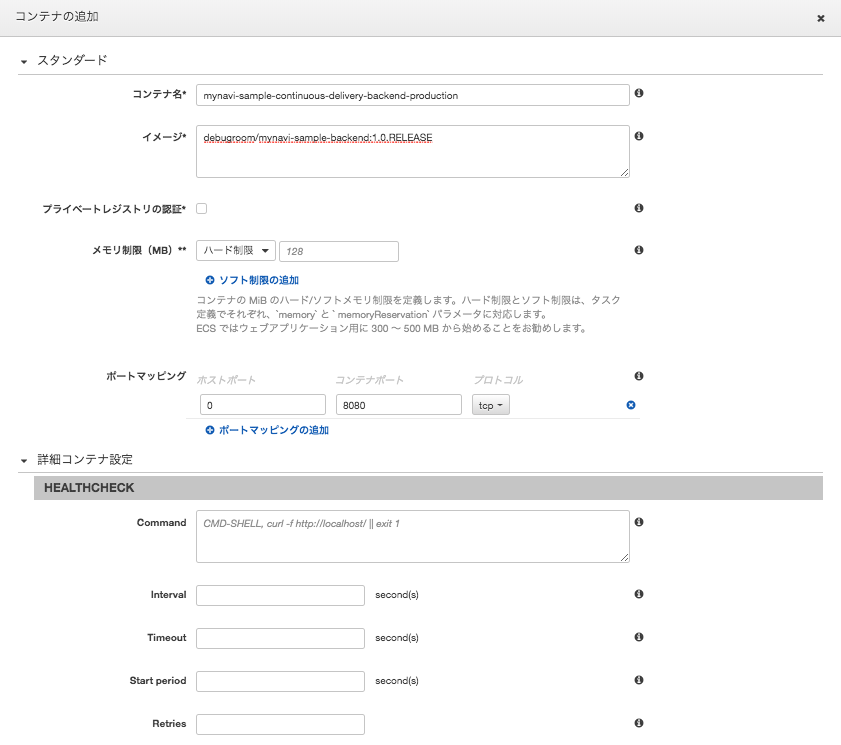 コンテナの追加
スタンダード
コンテナ名* mynavi-sample-continuous-delivery-backend-production
イメージ* debugroom/mynavi-sample-backend:1.0.RELEASE
プライベートレジストリの認証*
メモリ制限（MB）** ハード制限 128
ソフト制限の追加
コンテナの MiB のハード/ソフトメモリ制限を定義します。ハード制限とソフト制限は、タスク
定義でそれぞれ、`memory` と ` memoryReservation` パラメータに対応します。
ECS ではウェブアプリケーション用に 300 〜 500 MB から始めることをお勧めします。
ポートマッピング ホストポート コンテナポート プロトコル
0 8080 tcp
ポートマッピングの追加
詳細コンテナ設定
HEALTHCHECK
Command CMD-SHELL, curl -f http://localhost/ || exit 1
Interval second(s)
Timeout second(s)
Start period second(s)
Retries